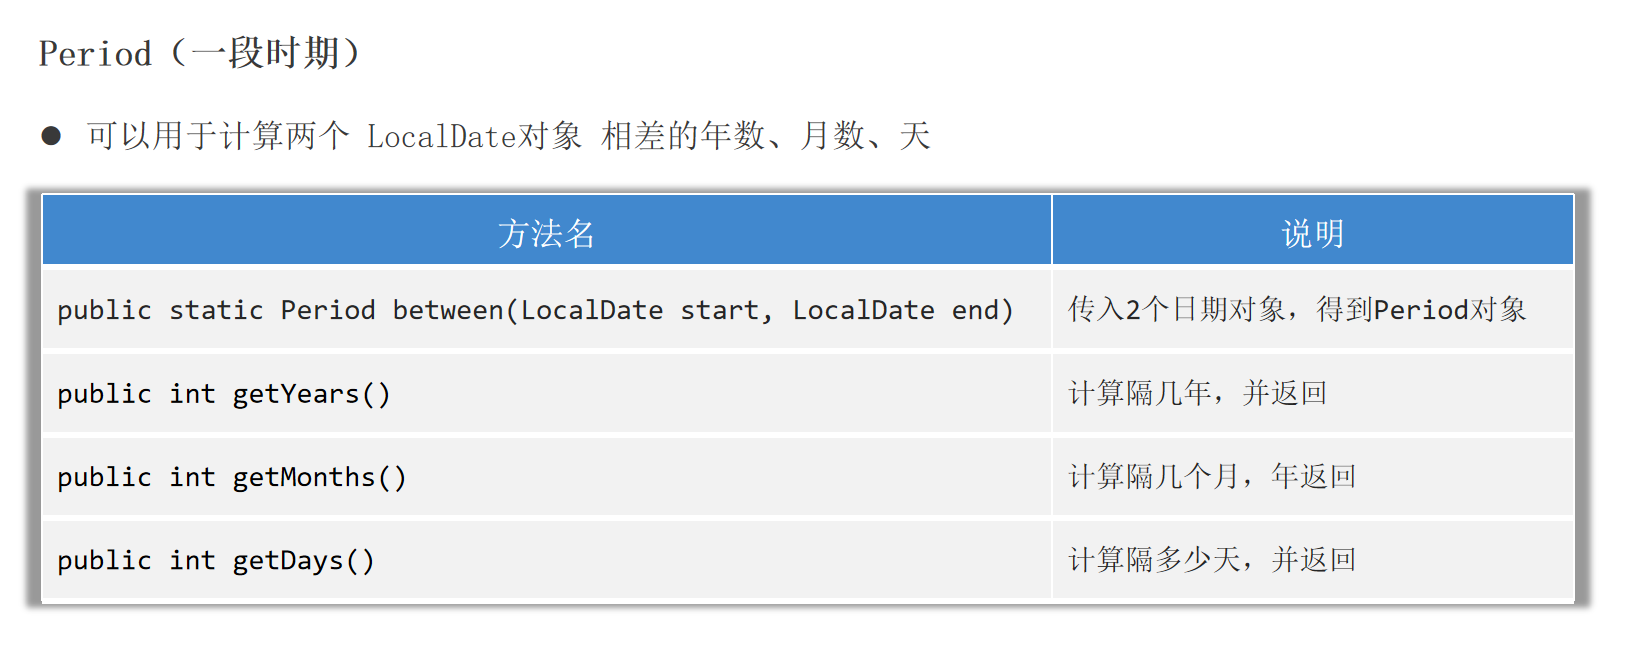 Period（一段时期）
● 可以用于计算两个 LocalDate对象 相差的年数、月数、天
方法名 说明
public static Period between(LocalDate start, LocalDate end) 传入2个日期对象，得到Period对象
public int getYears() 计算隔几年，并返回
public int getMonths() 计算隔几个月，年返回
public int getDays() 计算隔多少天，并返回